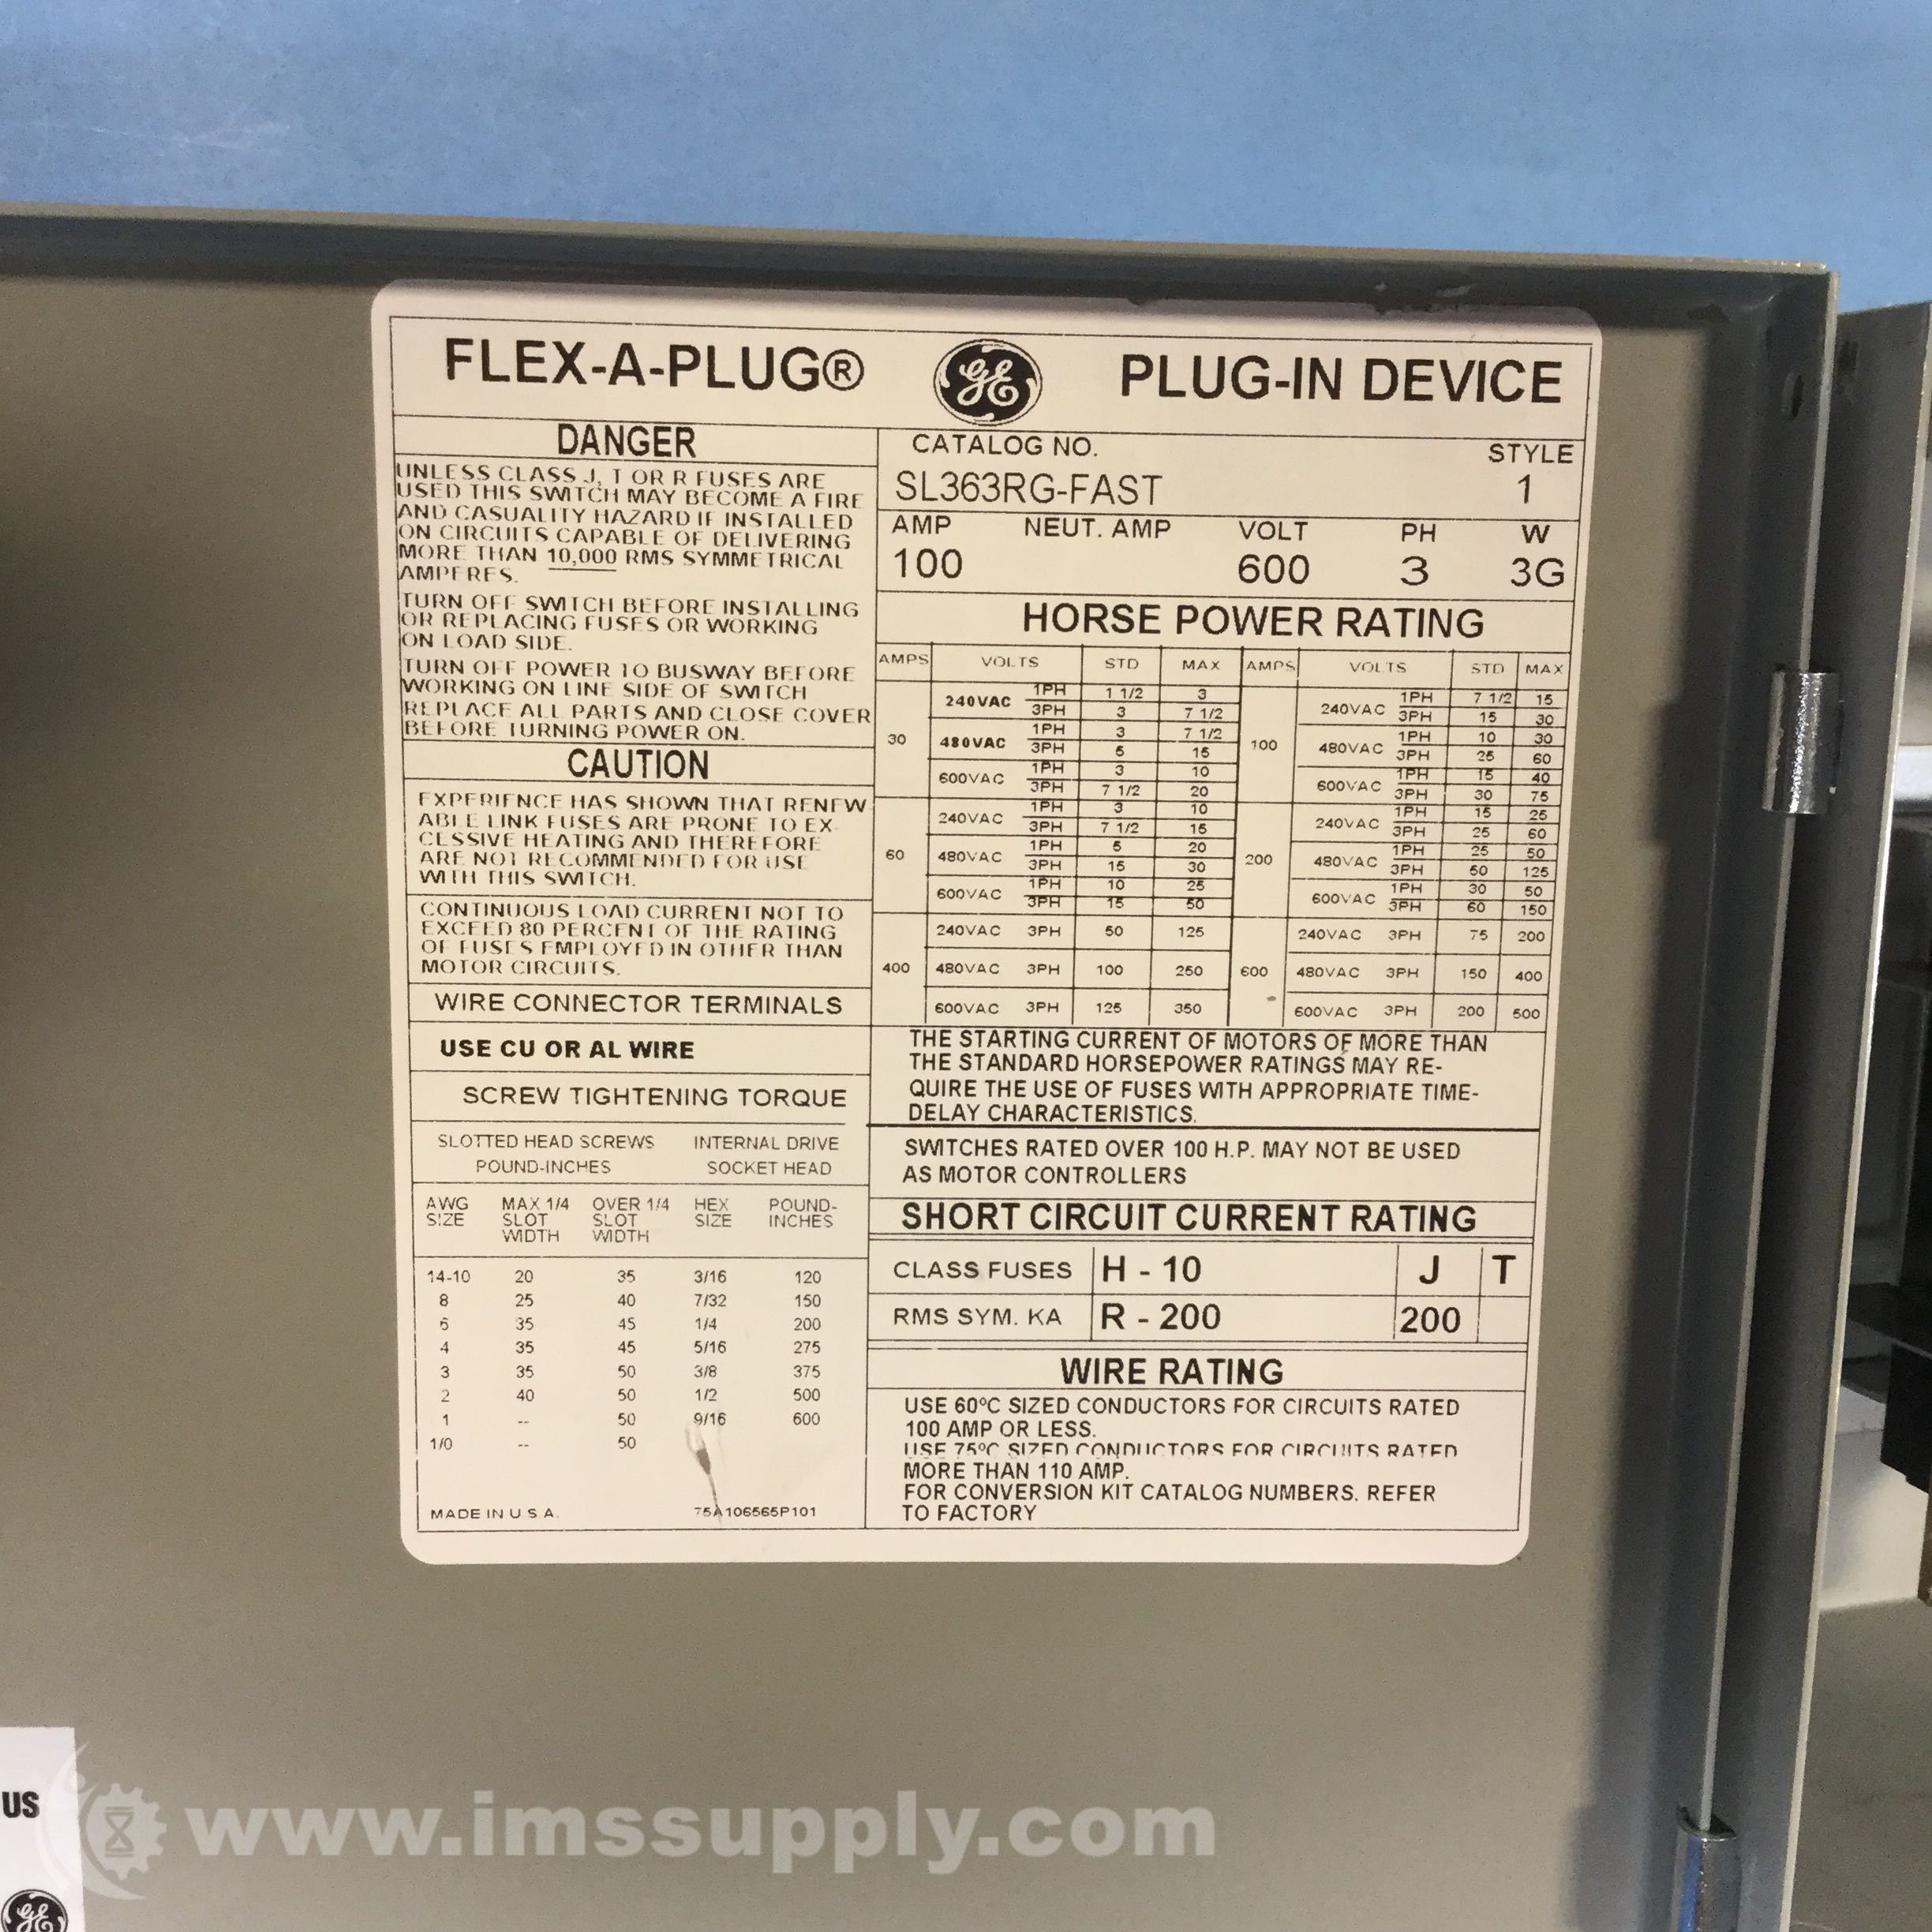 FLEX-A-PLUG®
GE
PLUG-IN DEVICE
DANGER
UNLESS CLASS J, T OR R FUSES ARE
USED THIS SWITCH MAY BECOME A FIRE
AND CASUALITY HAZARD IF INSTALLED
ON CIRCUITS CAPABLE OF DELIVERING
MORE THAN 10,000 RMS SYMMETRICAL
AMPERES.
TURN OFF SWITCH BEFORE INSTALLING
OR REPLACING FUSES OR WORKING
ON LOAD SIDE.
TURN OFF POWER TO BUSWAY BEFORE
WORKING ON LINE SIDE OF SWITCH
REPLACE ALL PARTS AND CLOSE COVER
BEFORE TURNING POWER ON.
CAUTION
EXPERIENCE HAS SHOWN THAT RENEW
ABLE LINK FUSES ARE PRONE TO EX-
CESSIVE HEATING AND THEREFORE
ARE NOT RECOMMENDED FOR USE
WITH THIS SWITCH.
CONTINUOUS LOAD CURRENT NOT TO
EXCEED 80 PERCENT OF THE RATING
OF FUSES EMPLOYED IN OTHER THAN
MOTOR CIRCUITS.
WIRE CONNECTOR TERMINALS
USE CU OR AL WIRE
SCREW TIGHTENING TORQUE
SLOTTED HEAD SCREWS INTERNAL DRIVE
POUND-INCHES SOCKET HEAD
AWG MAX 1/4 OVER 1/4 HEX POUND-
SIZE SLOT SLOT SIZE INCHES
WIDTH WIDTH
14-10 20 35 3/16 120
8 25 40 7/32 150
6 35 45 1/4 200
4 35 45 5/16 275
3 35 50 3/8 375
2 40 50 1/2 500
1 -- 50 9/16 600
1/0 -- 50
MADE IN U S A. 75A106565P101
CATALOG NO. STYLE
SL363RG-FAST 1
AMP NEUT. AMP VOLT PH W
100 600 3 3G
HORSE POWER RATING
AMPS VOLTS STD MAX AMPS VOLTS STD MAX
30 240VAC 1PH 1 1/2 3 100 240VAC 1PH 7 1/2 15
3PH 3 7 1/2 3PH 15 30
480VAC 1PH 3 7 1/2 480VAC 1PH 10 30
3PH 5 15 3PH 25 60
600VAC 1PH 3 10 600VAC 1PH 15 40
3PH 7 1/2 20 3PH 30 75
60 240VAC 1PH 3 10 200 240VAC 1PH 15 25
3PH 7 1/2 15 3PH 25 60
480VAC 1PH 5 20 480VAC 1PH 25 50
3PH 15 30 3PH 50 125
600VAC 1PH 10 25 600VAC 1PH 30 50
3PH 15 50 3PH 60 150
400 240VAC 3PH 50 125 600 240VAC 3PH 75 200
480VAC 3PH 100 250 480VAC 3PH 150 400
600VAC 3PH 125 350 600VAC 3PH 200 500
THE STARTING CURRENT OF MOTORS OF MORE THAN
THE STANDARD HORSEPOWER RATINGS MAY RE-
QUIRE THE USE OF FUSES WITH APPROPRIATE TIME-
DELAY CHARACTERISTICS.
SWITCHES RATED OVER 100 H.P. MAY NOT BE USED
AS MOTOR CONTROLLERS
SHORT CIRCUIT CURRENT RATING
CLASS FUSES H - 10 J T
RMS SYM. KA R - 200 200
WIRE RATING
USE 60°C SIZED CONDUCTORS FOR CIRCUITS RATED
100 AMP OR LESS.
USE 75°C SIZED CONDUCTORS FOR CIRCUITS RATED
MORE THAN 110 AMP.
FOR CONVERSION KIT CATALOG NUMBERS. REFER
TO FACTORY
US
www.imssupply.com
GE